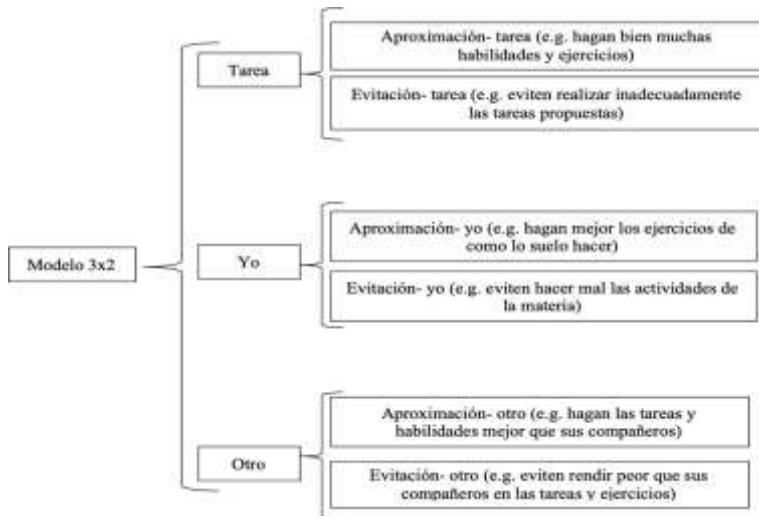 Aproximación- tarea (e.g. hagan bien muchas
habilidades y ejercicios)
Tarea
Evitación- tarea (e.g. eviten realizar inadecuadamente
las tareas propuestas)
Modelo 3x2
Aproximación- yo (e.g. hagan mejor los ejercicios de
como lo suelo hacer)
Yo
Evitación- yo (e.g. eviten hacer mal las actividades de
la materia)
Aproximación- otro (e.g. hagan las tareas y
habilidades mejor que sus compañeros)
Otro
Evitación- otro (e.g. eviten rendir peor que sus
compañeros en las tareas y ejercicios)